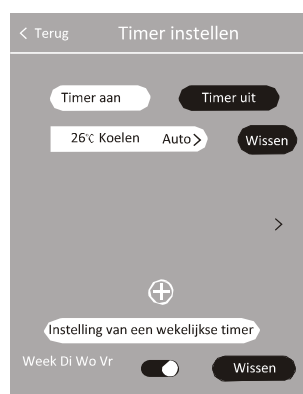 < Terug Timer instellen
Timer aan Timer uit
26℃ Koelen Auto > Wissen
>
Instelling van een wekelijkse timer
Week Di Wo Vr Wissen